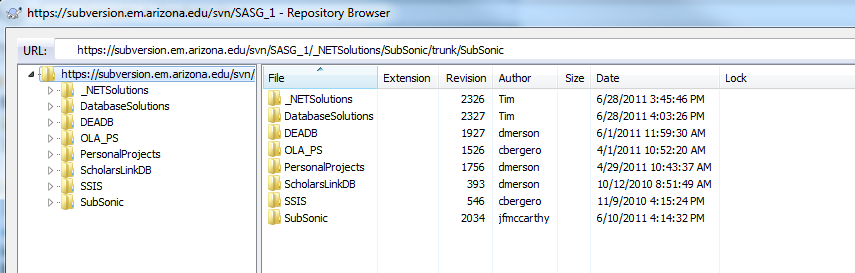 https://subversion.em.arizona.edu/svn/SASG_1 - Repository Browser
URL: https://subversion.em.arizona.edu/svn/SASG_1/_NETSolutions/SubSonic/trunk/SubSonic
https://subversion.em.arizona.edu/svn/
_NETSolutions
DatabaseSolutions
DEADB
OLA_PS
PersonalProjects
ScholarsLinkDB
SSIS
SubSonic
File Extension Revision Author Size Date Lock
_NETSolutions 2326 Tim 6/28/2011 3:45:46 PM
DatabaseSolutions 2327 Tim 6/28/2011 4:03:26 PM
DEADB 1927 dmerson 6/1/2011 11:59:30 AM
OLA_PS 1526 cbergero 4/1/2011 10:52:20 AM
PersonalProjects 1756 dmerson 4/29/2011 10:43:37 AM
ScholarsLinkDB 393 dmerson 10/12/2010 8:51:49 AM
SSIS 546 cbergero 11/9/2010 4:15:24 PM
SubSonic 2034 jfmccarthy 6/10/2011 4:14:32 PM